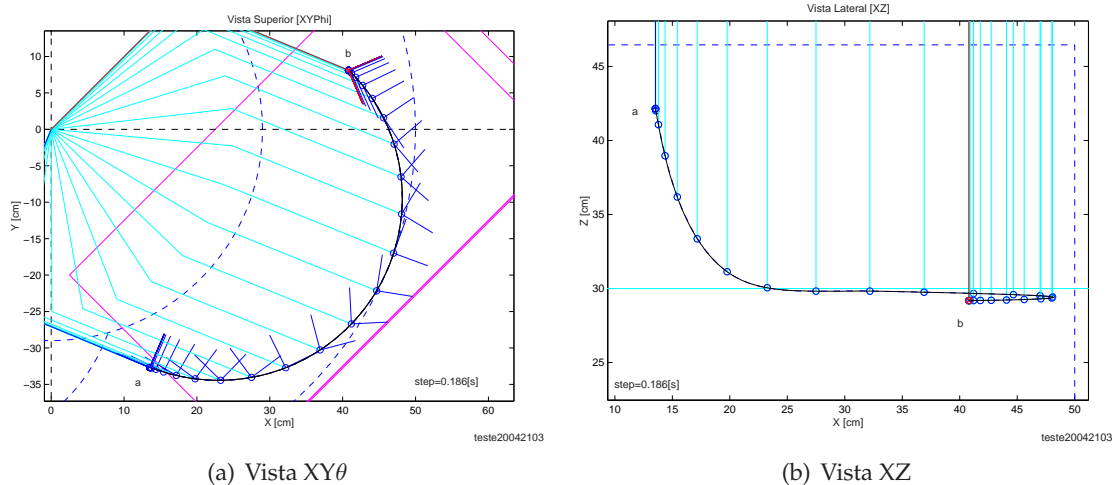 Vista Superior [XYPhi]
10
5
0
−5
−10
−15
−20
−25
−30
−35
Y [cm]
b
a
step=0.186[s]
0
10
20
30
40
50
60
X [cm]
teste20042103
(a) Vista XYθ
Vista Lateral [XZ]
45
40
35
30
25
Z [cm]
a
b
step=0.186[s]
10
15
20
25
30
35
40
45
50
X [cm]
teste20042103
(b) Vista XZ